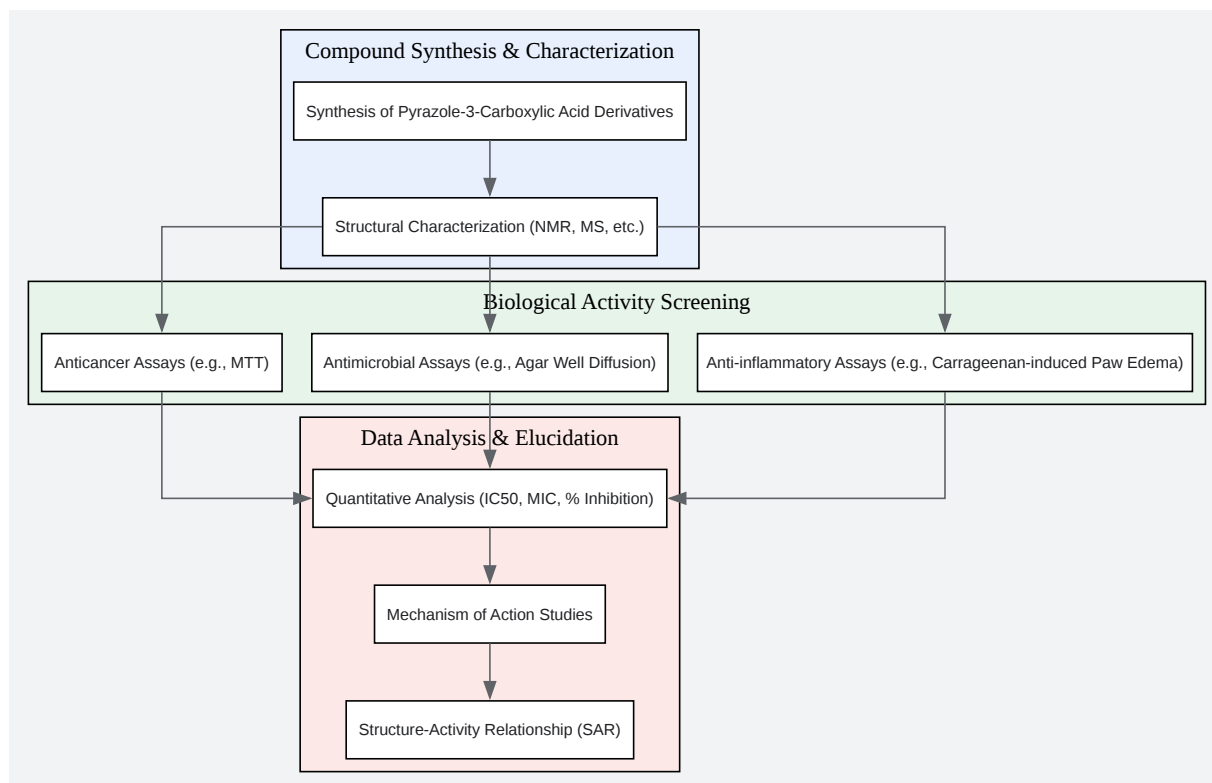 Compound Synthesis & Characterization
Synthesis of Pyrazole-3-Carboxylic Acid Derivatives
Structural Characterization (NMR, MS, etc.)
Biological Activity Screening
Anticancer Assays (e.g., MTT)
Antimicrobial Assays (e.g., Agar Well Diffusion)
Anti-inflammatory Assays (e.g., Carrageenan-induced Paw Edema)
Data Analysis & Elucidation
Quantitative Analysis (IC50, MIC, % Inhibition)
Mechanism of Action Studies
Structure-Activity Relationship (SAR)